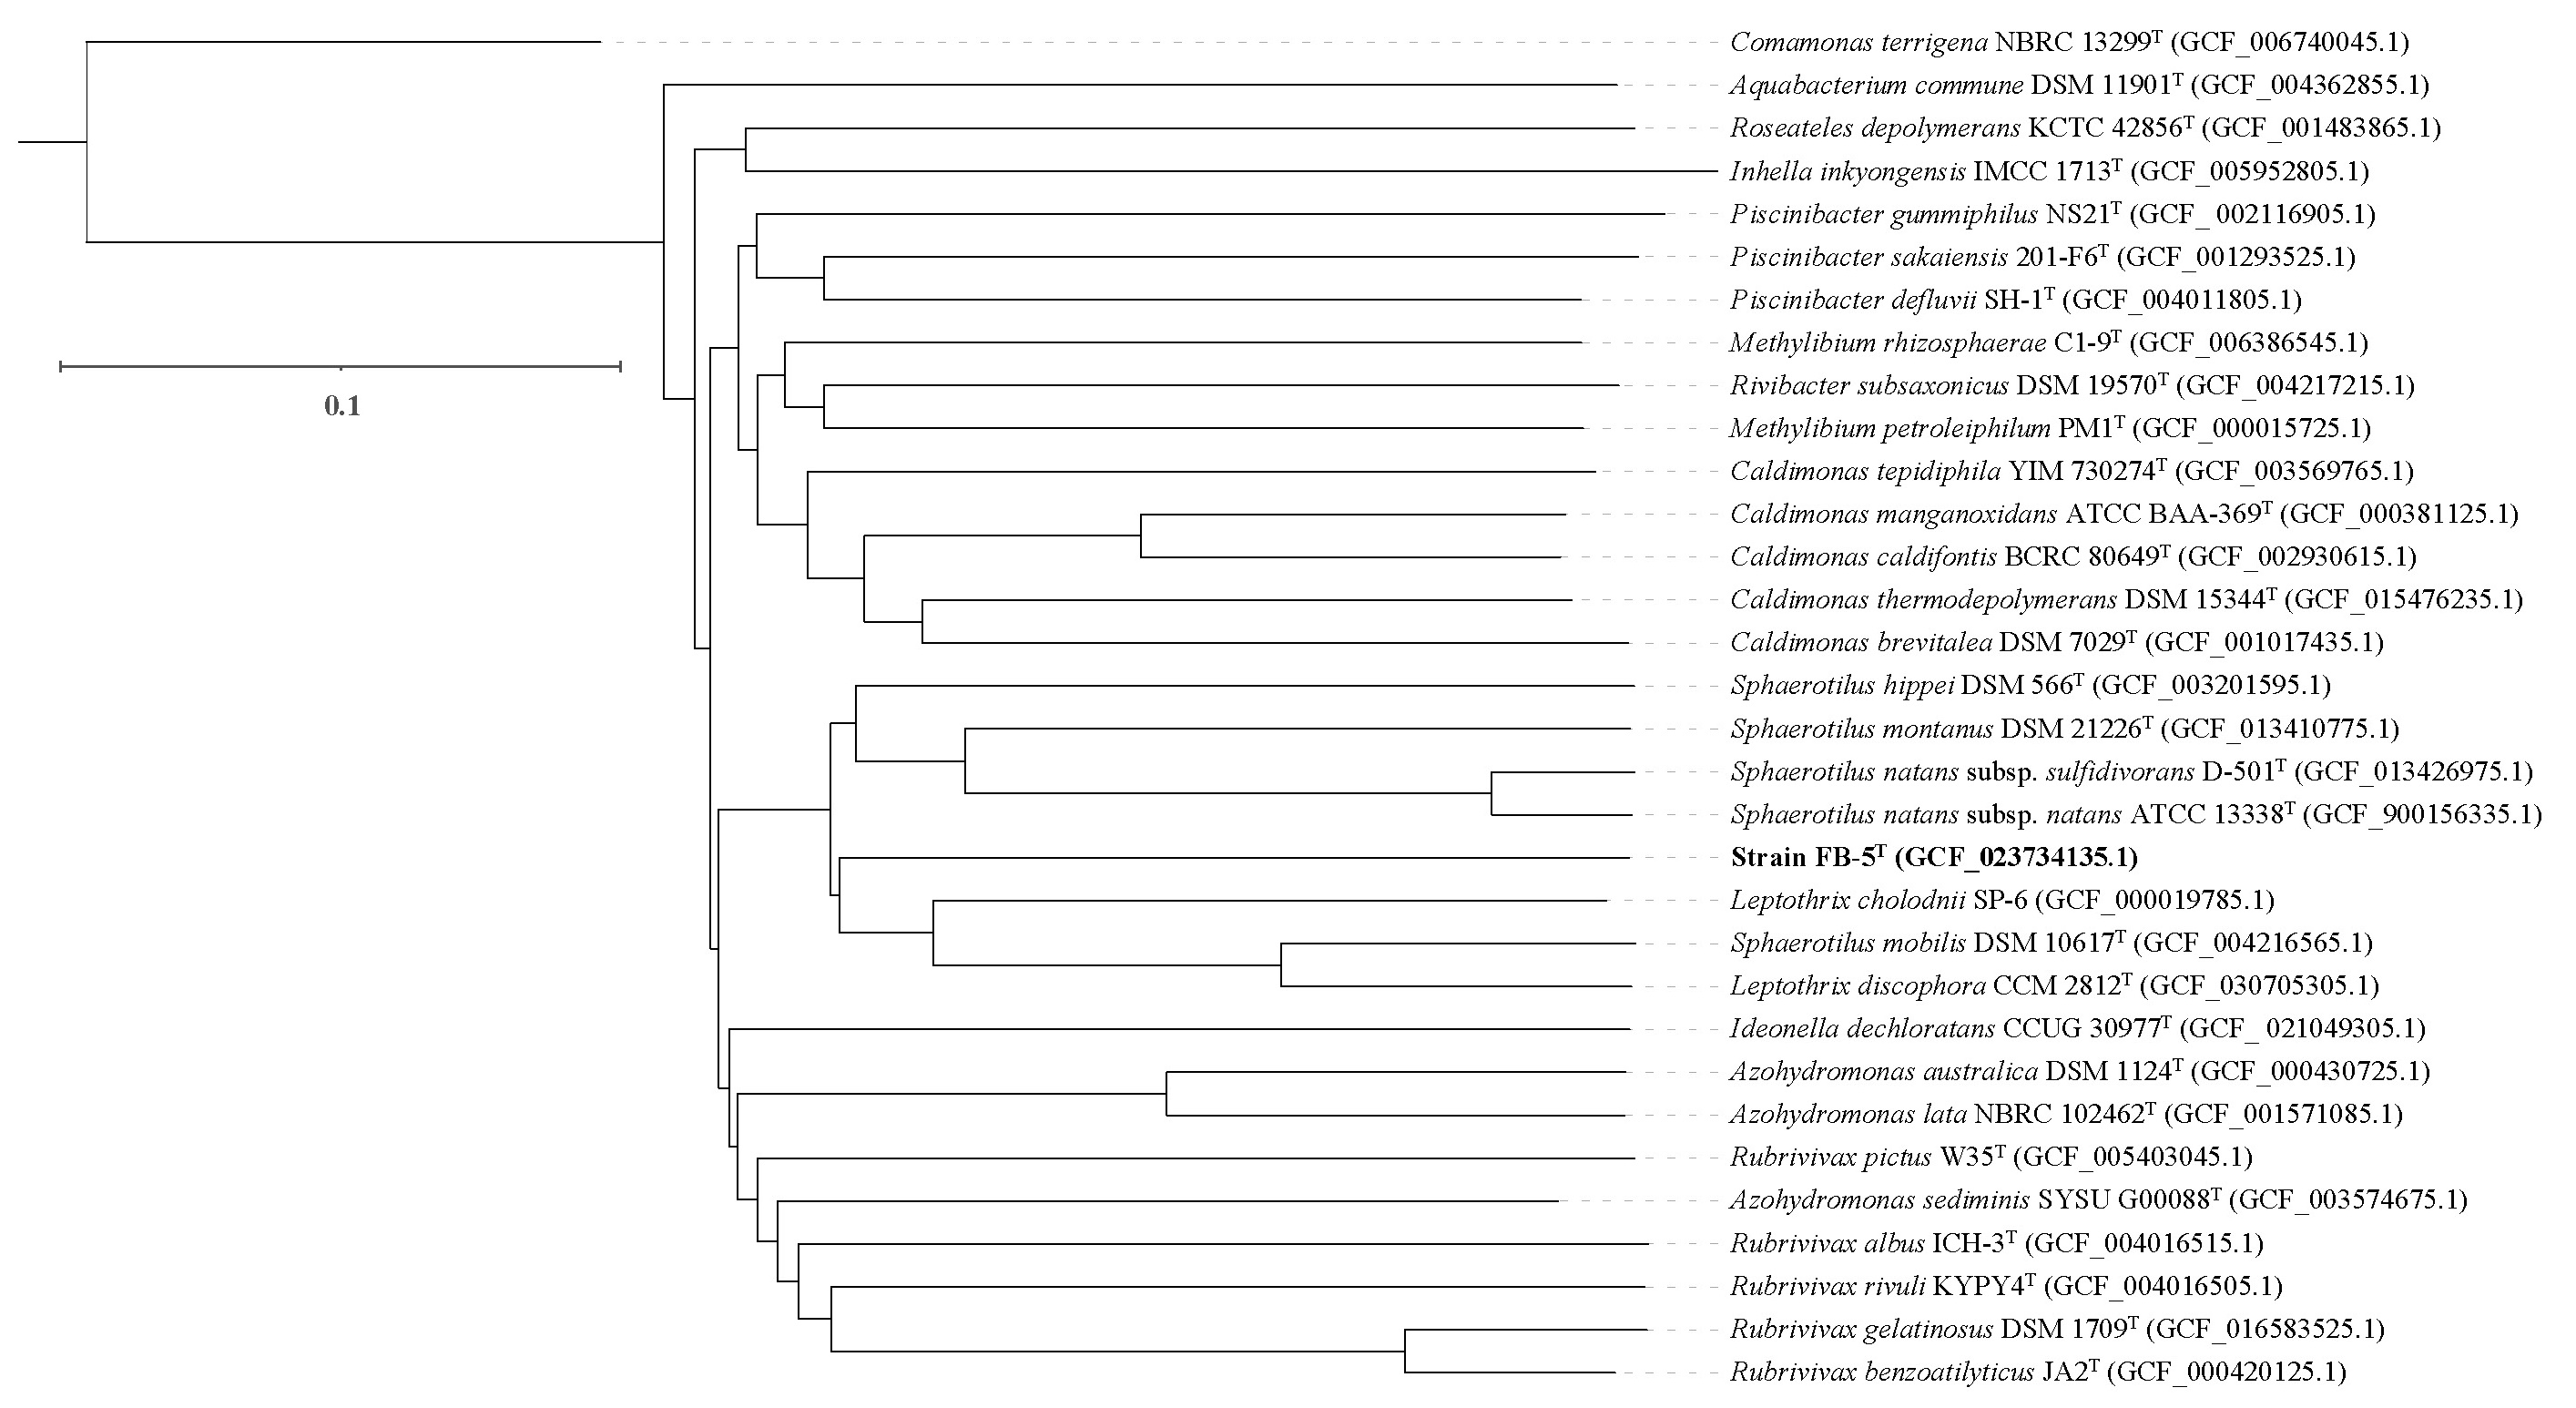 Comamonas terrigena NBRC 13299ᵀ (GCF_006740045.1)
Aquabacterium commune DSM 11901ᵀ (GCF_004362855.1)
Roseateles depolymerans KCTC 42856ᵀ (GCF_001483865.1)
Inhella inkyongensis IMCC 1713ᵀ (GCF_005952805.1)
Piscinibacter gummiphilus NS21ᵀ (GCF_ 002116905.1)
Piscinibacter sakaiensis 201-F6ᵀ (GCF_001293525.1)
Piscinibacter defluvii SH-1ᵀ (GCF_004011805.1)
Methylibium rhizosphaerae C1-9ᵀ (GCF_006386545.1)
Rivibacter subsaxonicus DSM 19570ᵀ (GCF_004217215.1)
0.1
Methylibium petroleiphilum PM1ᵀ (GCF_000015725.1)
Caldimonas tepidiphila YIM 730274ᵀ (GCF_003569765.1)
Caldimonas manganoxidans ATCC BAA-369ᵀ (GCF_000381125.1)
Caldimonas caldifontis BCRC 80649ᵀ (GCF_002930615.1)
Caldimonas thermodepolymerans DSM 15344ᵀ (GCF_015476235.1)
Caldimonas brevitalea DSM 7029ᵀ (GCF_001017435.1)
Sphaerotilus hippei DSM 566ᵀ (GCF_003201595.1)
Sphaerotilus montanus DSM 21226ᵀ (GCF_013410775.1)
Sphaerotilus natans subsp. sulfidivorans D-501ᵀ (GCF_013426975.1)
Sphaerotilus natans subsp. natans ATCC 13338ᵀ (GCF_900156335.1)
Strain FB-5ᵀ (GCF_023734135.1)
Leptothrix cholodnii SP-6 (GCF_000019785.1)
Sphaerotilus mobilis DSM 10617ᵀ (GCF_004216565.1)
Leptothrix discophora CCM 2812ᵀ (GCF_030705305.1)
Ideonella dechloratans CCUG 30977ᵀ (GCF_ 021049305.1)
Azohydromonas australica DSM 1124ᵀ (GCF_000430725.1)
Azohydromonas lata NBRC 102462ᵀ (GCF_001571085.1)
Rubrivivax pictus W35ᵀ (GCF_005403045.1)
Azohydromonas sediminis SYSU G00088ᵀ (GCF_003574675.1)
Rubrivivax albus ICH-3ᵀ (GCF_004016515.1)
Rubrivivax rivuli KYPY4ᵀ (GCF_004016505.1)
Rubrivivax gelatinosus DSM 1709ᵀ (GCF_016583525.1)
Rubrivivax benzoatilyticus JA2ᵀ (GCF_000420125.1)